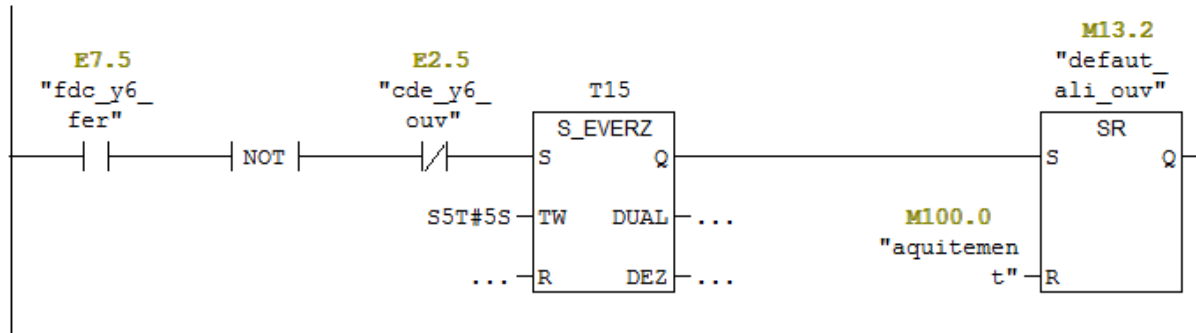 M13.2
E7.5
E2.5
"defaut_
"fdc_y6_
"cde_y6_
T15
ali_ouv"
fer"
ouv"
S_EVERZ
SR
NOT
S
Q
S
Q
S5T#5S
TW
DUAL
...
M100.0
"aquitemen
...
R
DEZ
...
t"
R